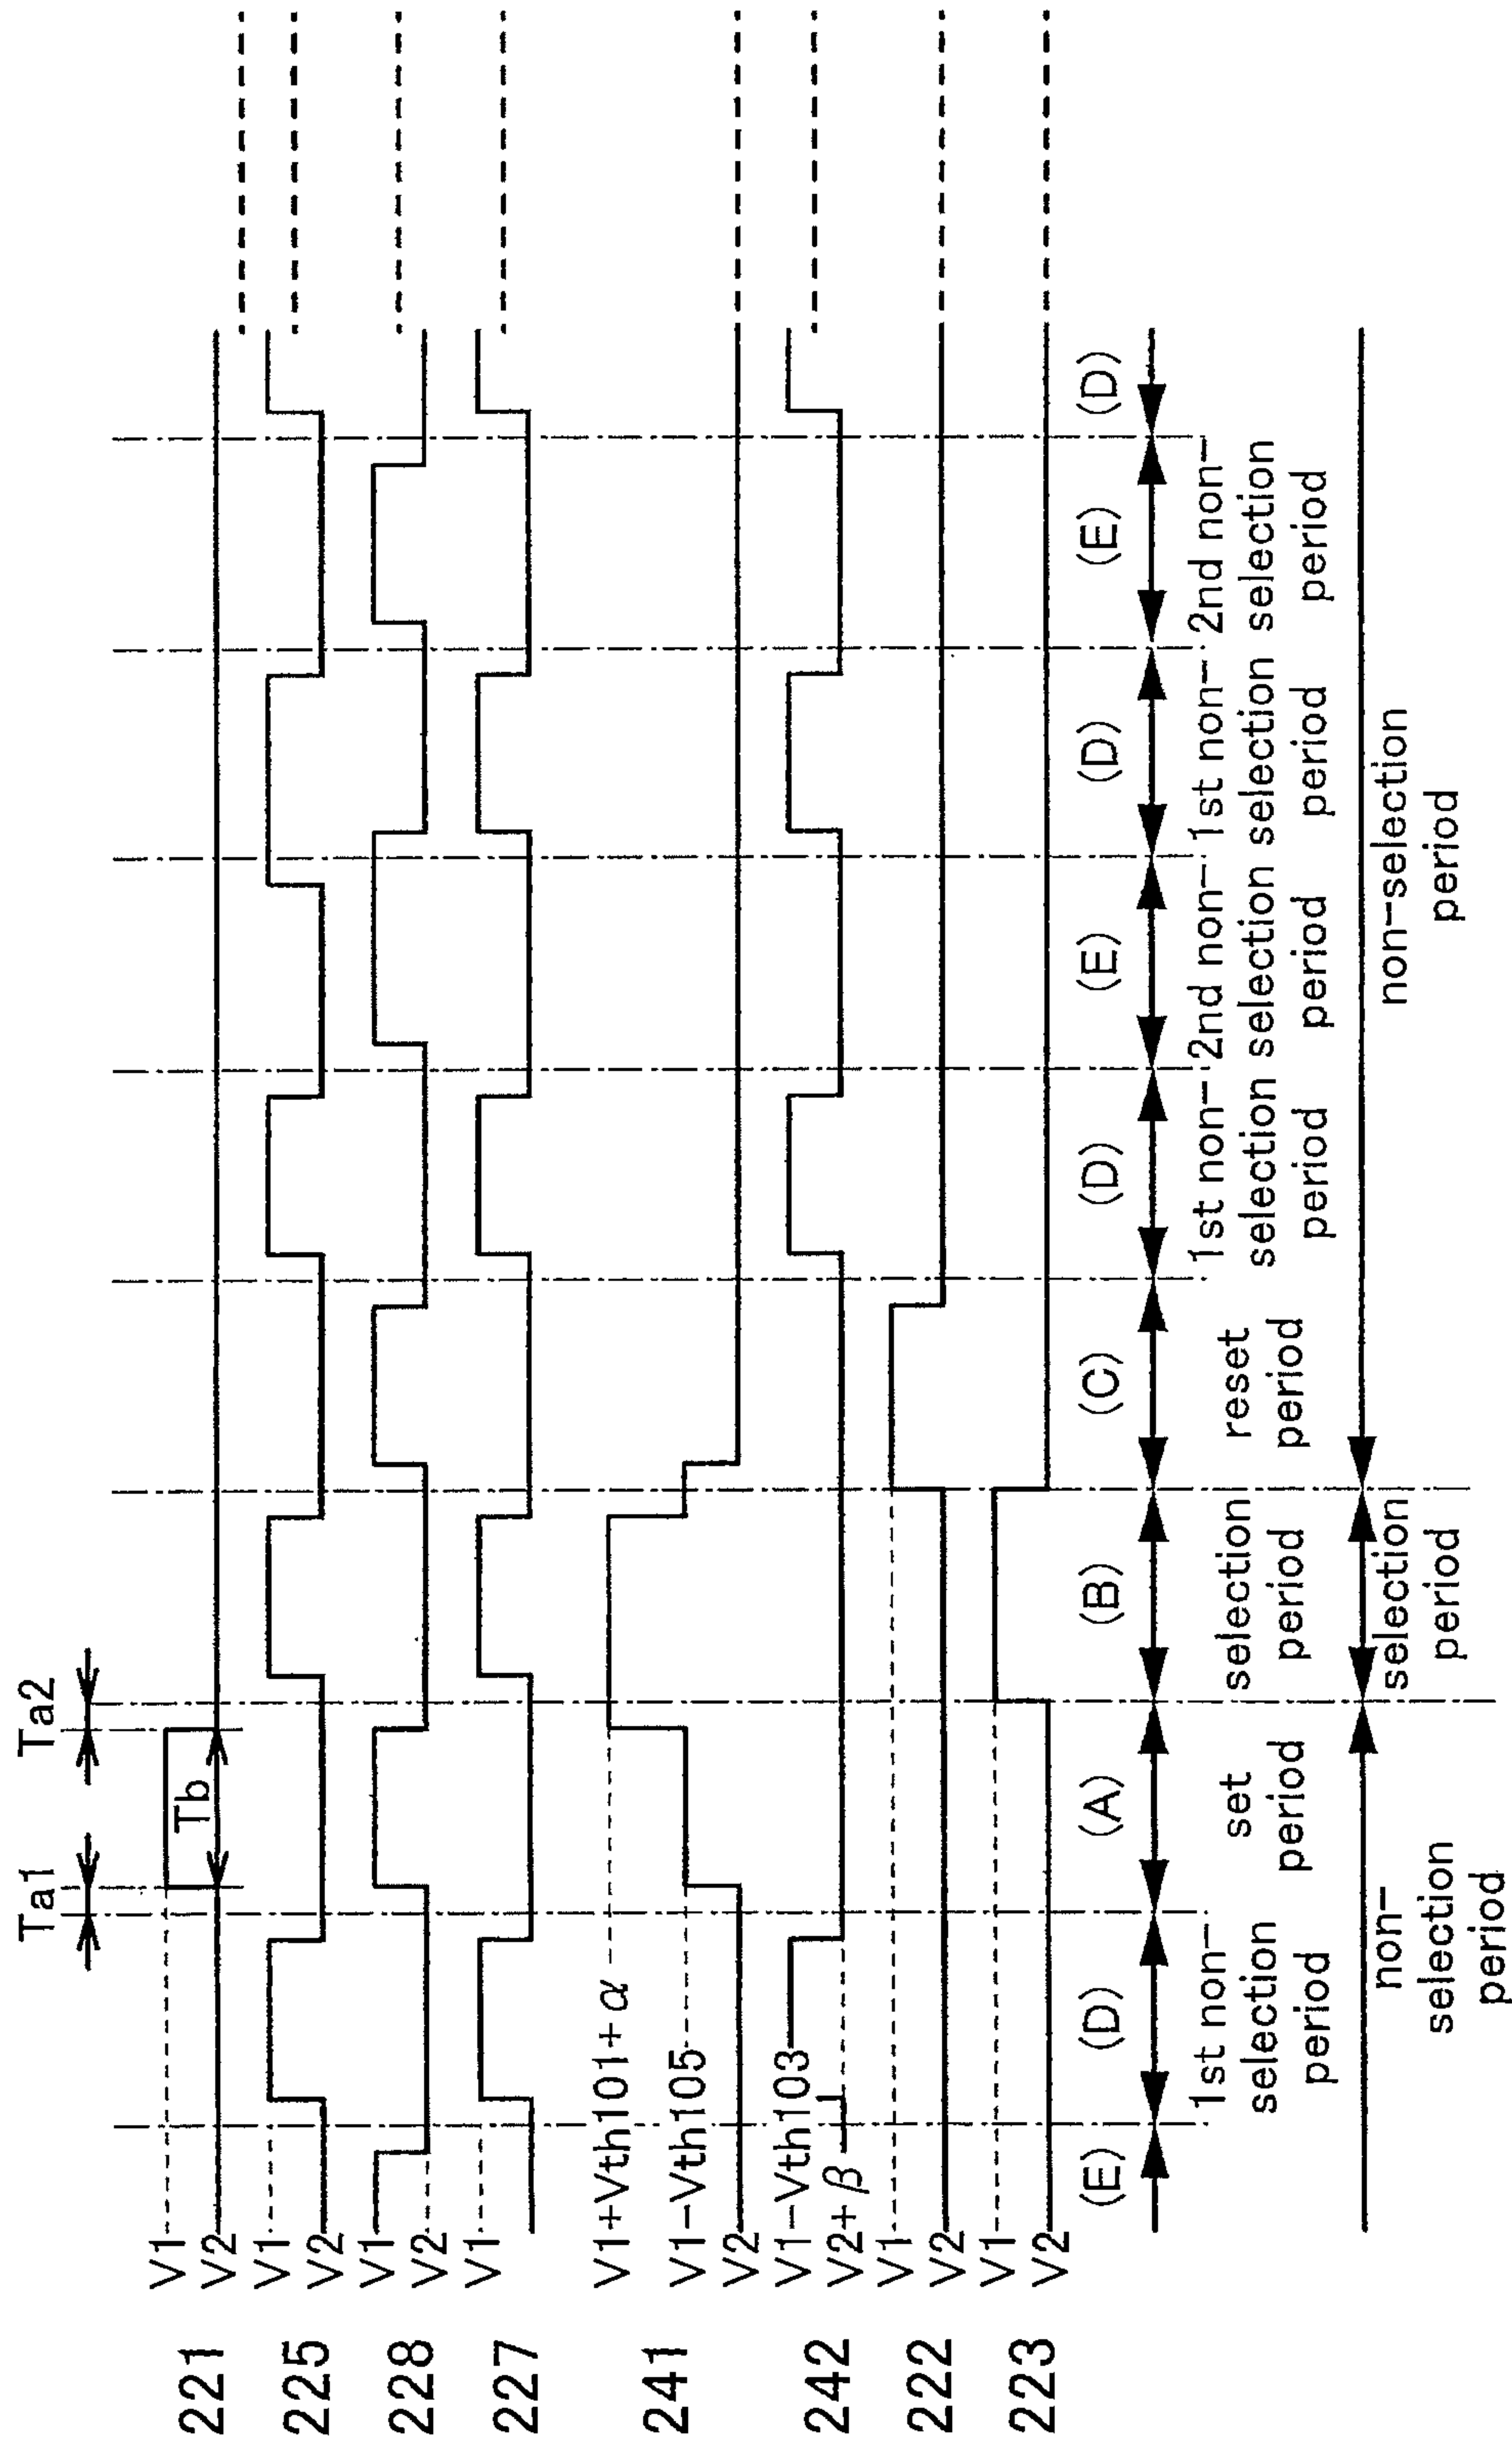 Ta1
Ta2
Tb
221
V1
V2
225
V1
V2
228
V1
V2
227
V1
241
V1+Vth101+α
V1-Vth105
V2
242
V1-Vth103
V2+β
222
V1
V2
223
V1
V2
(E)
(D)
(A)
(B)
(C)
(D)
(E)
(D)
(E)
(D)
1st non-
selection
period
set
period
selection
period
reset
period
1st non-
selection
period
2nd non-
selection
period
1st non-
selection
period
2nd non-
selection
period
non-
selection
period
selection
period
non-selection
period